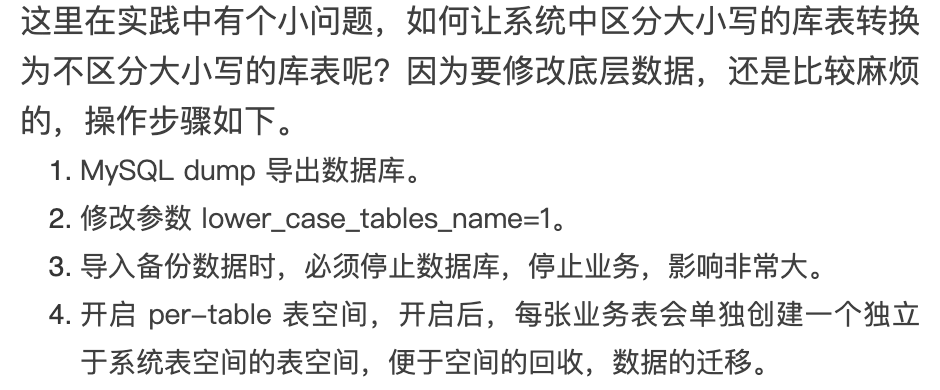 这里在实践中有个小问题，如何让系统中区分大小写的库表转换
为不区分大小写的库表呢？因为要修改底层数据，还是比较麻烦
的，操作步骤如下。
1. MySQL dump 导出数据库。
2. 修改参数 lower_case_tables_name=1。
3. 导入备份数据时，必须停止数据库，停止业务，影响非常大。
4. 开启 per-table 表空间，开启后，每张业务表会单独创建一个独立
于系统表空间的表空间，便于空间的回收，数据的迁移。